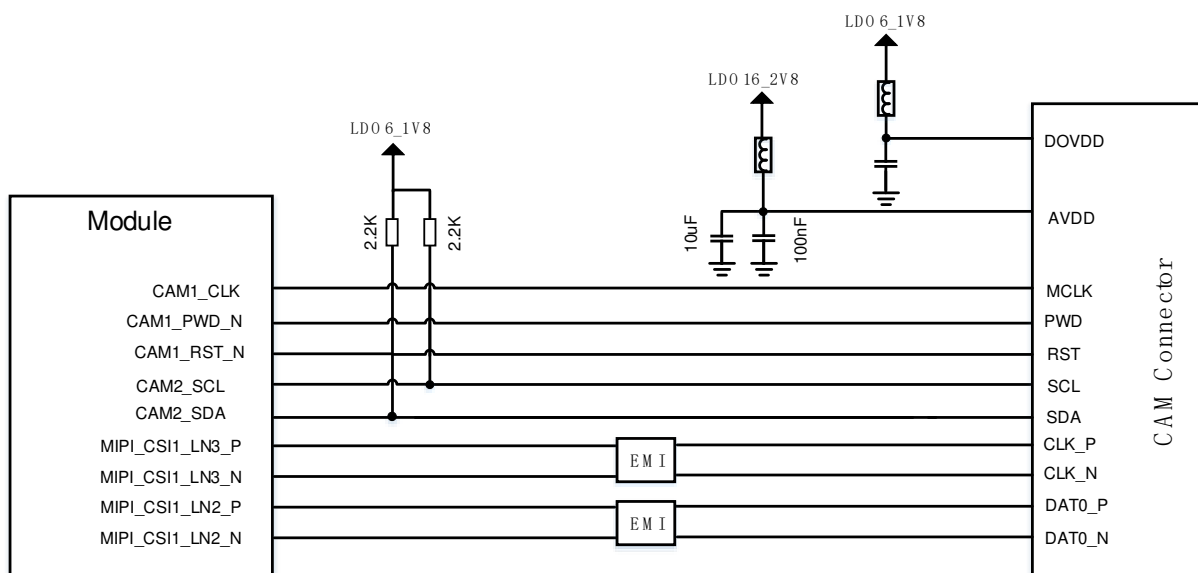 LDO6_1V8
LDO16_2V8
LDO6_1V8
DOVDD
Module
2.2K
2.2K
10uF
100nF
AVDD
CAM1_CLK
MCLK
CAM1_PWD_N
PWD
CAM1_RST_N
RST
CAM2_SCL
SCL
CAM2_SDA
SDA
MIPI_CSI1_LN3_P
EMI
CLK_P
MIPI_CSI1_LN3_N
CLK_N
MIPI_CSI1_LN2_P
EMI
DAT0_P
MIPI_CSI1_LN2_N
DAT0_N
CAM Connector